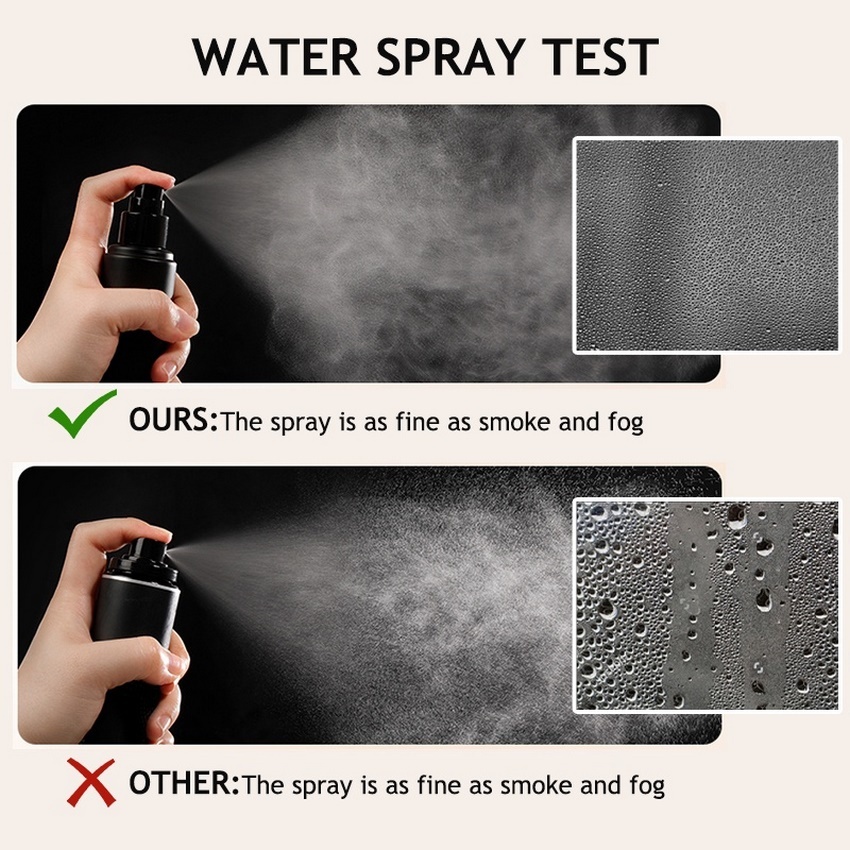 WATER SPRAY TEST
OURS:The spray is as fine as smoke and fog
OTHER:The spray is as fine as smoke and fog